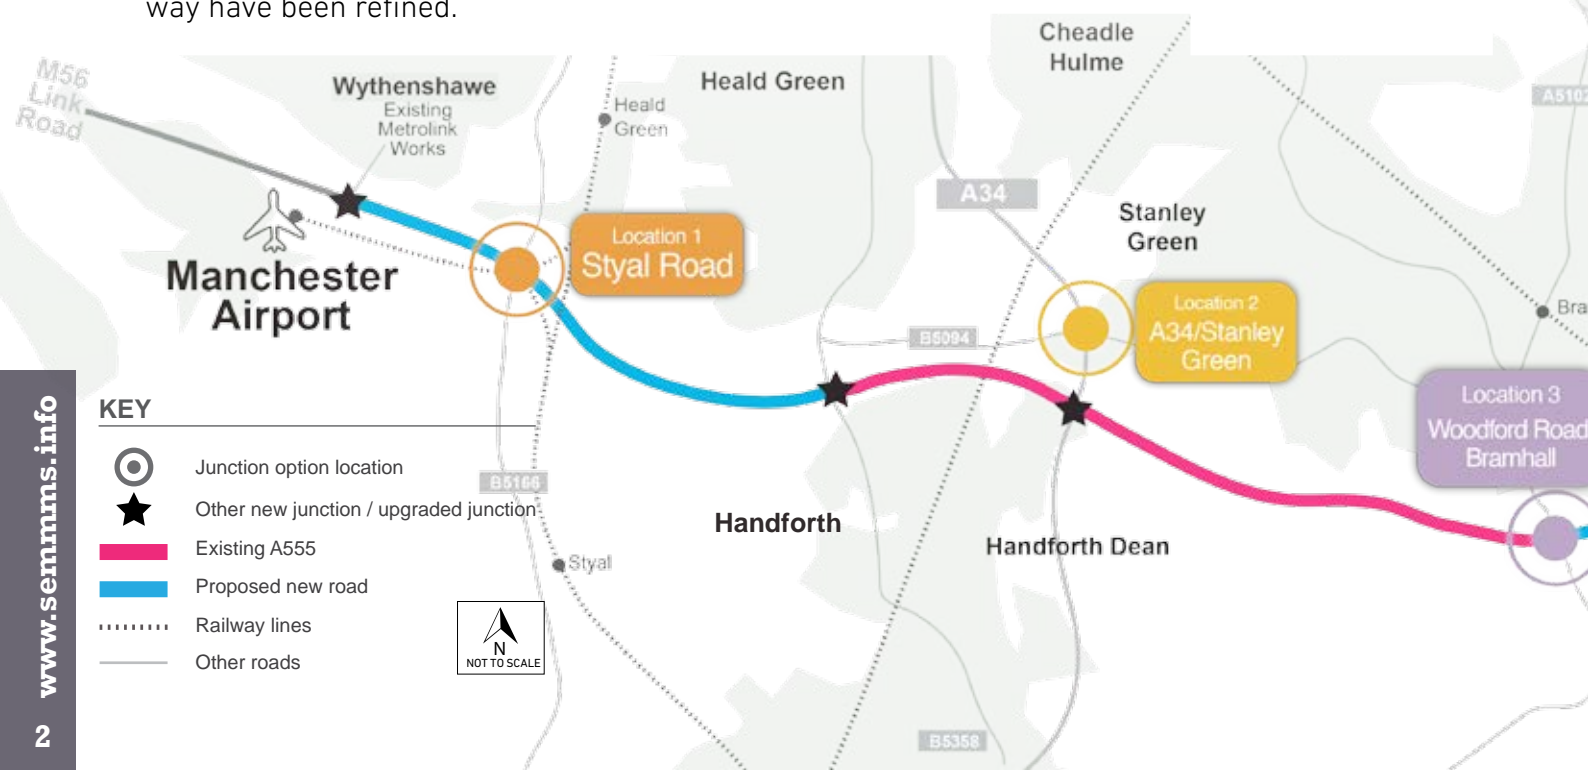 way have been refined.
M56
Link
Road
Wythenshawe
Existing
Metrolink
Works
Heald
Green
Heald Green
Cheadle
Hulme
A34
Stanley
Green
Manchester
Airport
Location 1
Styal Road
Location 2
A34/Stanley
Green
B5094
Location 3
Woodford Road
Bramhall
KEY
Junction option location
Other new junction / upgraded junction
Existing A555
Proposed new road
Railway lines
Other roads
N
NOT TO SCALE
B5166
Styal
Handforth
Handforth Dean
B5358
www.semmms.info
2